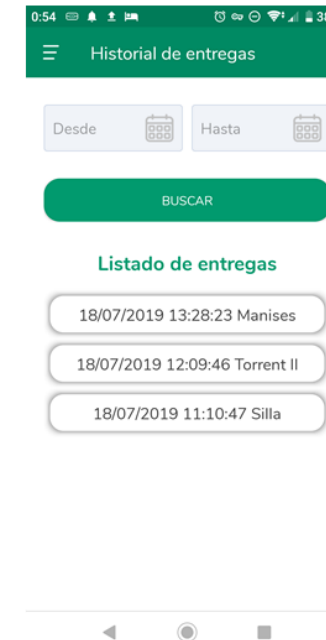 0:54
Historial de entregas
Desde
Hasta
BUSCAR
Listado de entregas
18/07/2019 13:28:23 Manises
18/07/2019 12:09:46 Torrent II
18/07/2019 11:10:47 Silla